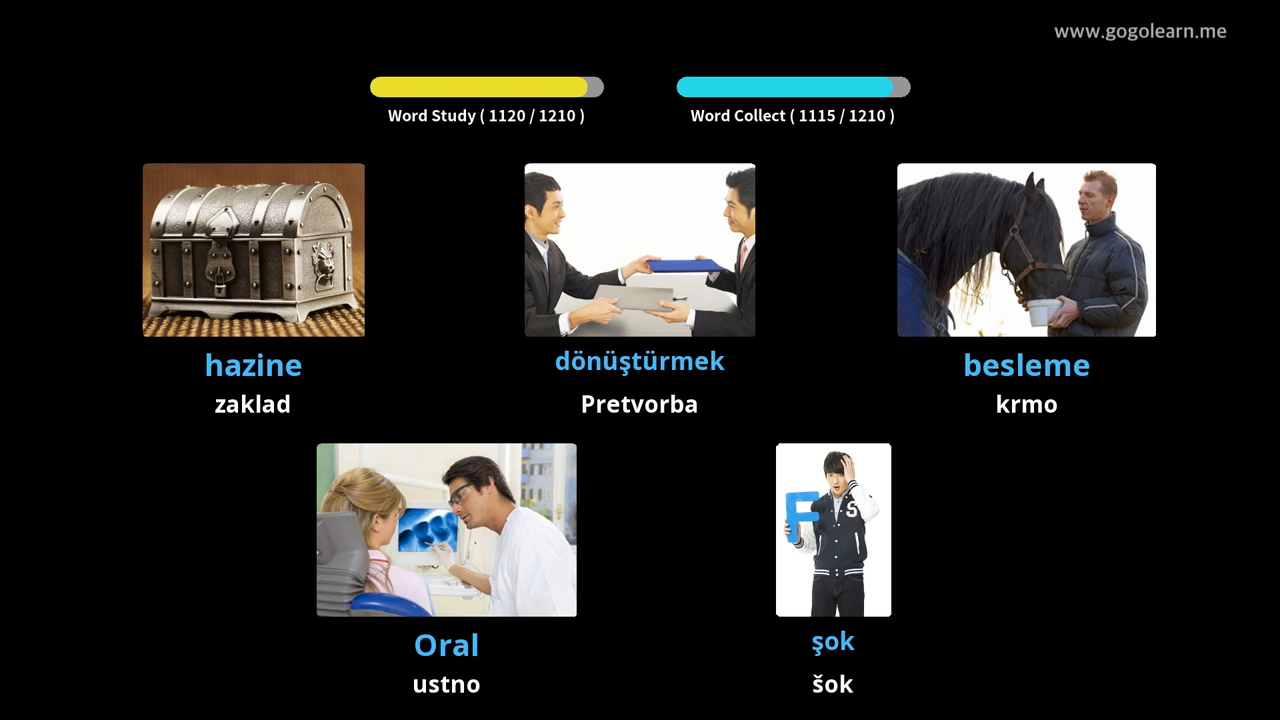 www.gogolearn.me
Word Study ( 1120 / 1210 )
Word Collect ( 1115 / 1210 )
hazine
zaklad
dönüştürmek
Pretvorba
besleme
krmo
F
S
Oral
ustno
şok
šok